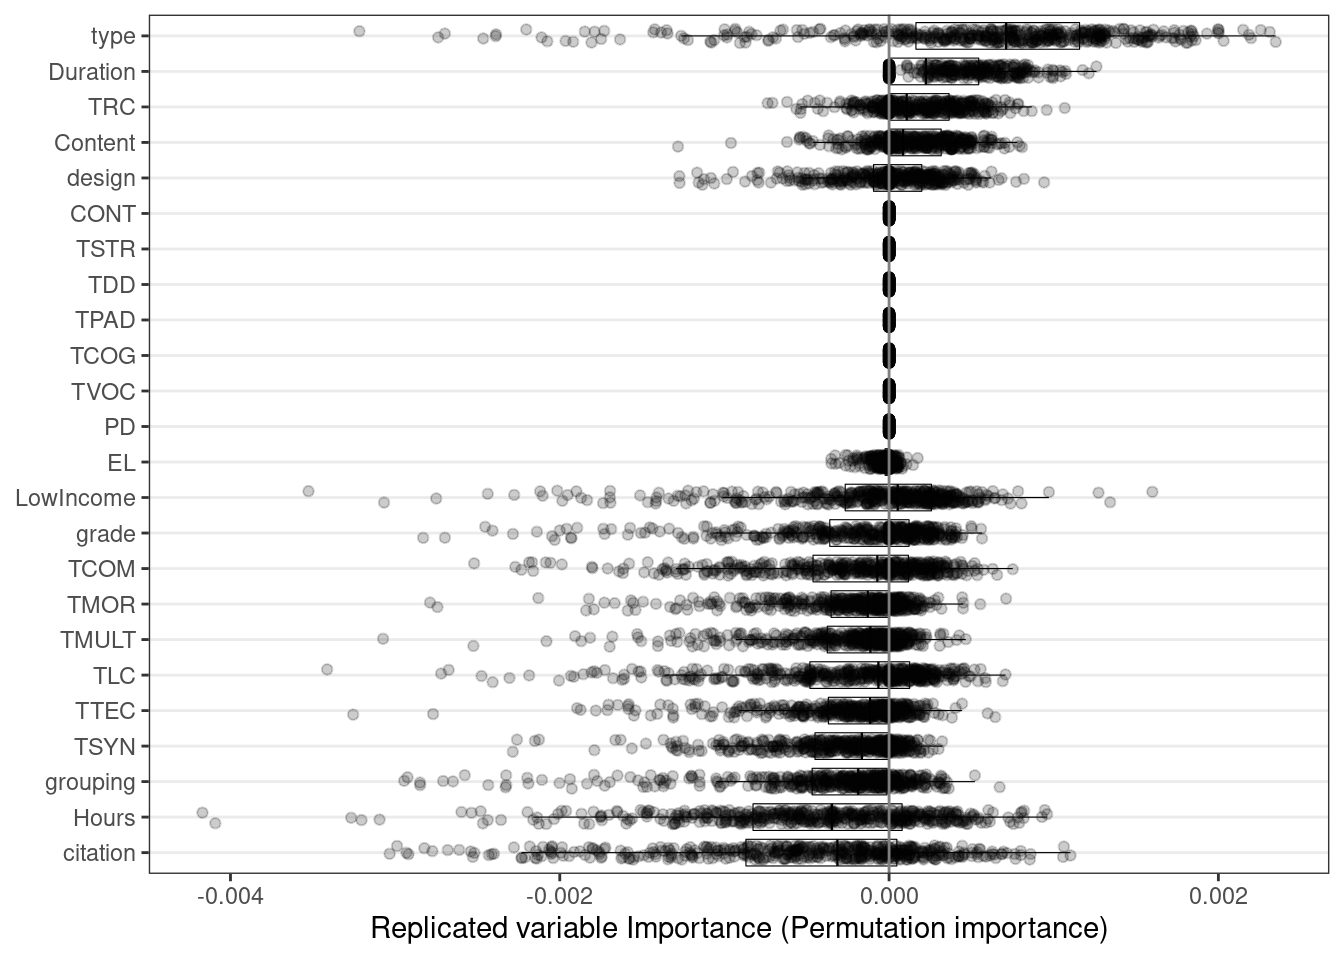 type
Duration
TRC
Content
design
CONT
TSTR
TDD
TPAD
TCOG
TVOC
PD
EL
LowIncome
grade
TCOM
TMOR
TMULT
TLC
TTEC
TSYN
grouping
Hours
citation
-0.004 -0.002 0.000 0.002
Replicated variable Importance (Permutation importance)